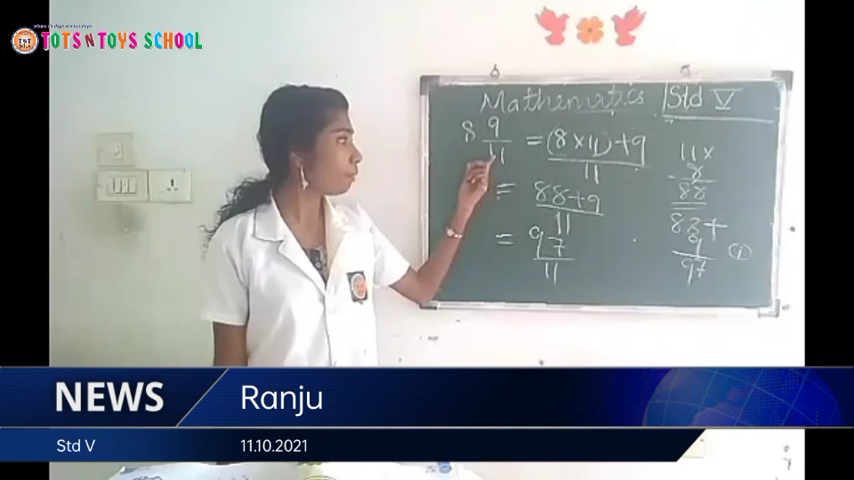 TOTS N TOYS SCHOOL
Mathematics Std V
8 9/11 = (8×11)+9/11
= 88+9/11
= 97/11
11×
8
88
88+
9
97
NEWS Ranju
Std V 11.10.2021